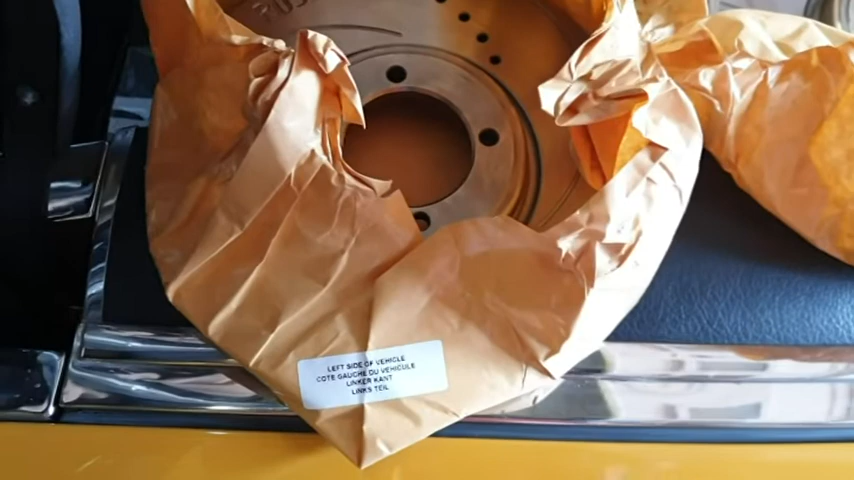 LEFT SIDE OF VEHICLE
COTE GAUCHE DU VEHICULE
LINKER KANT
LINKS TEIL